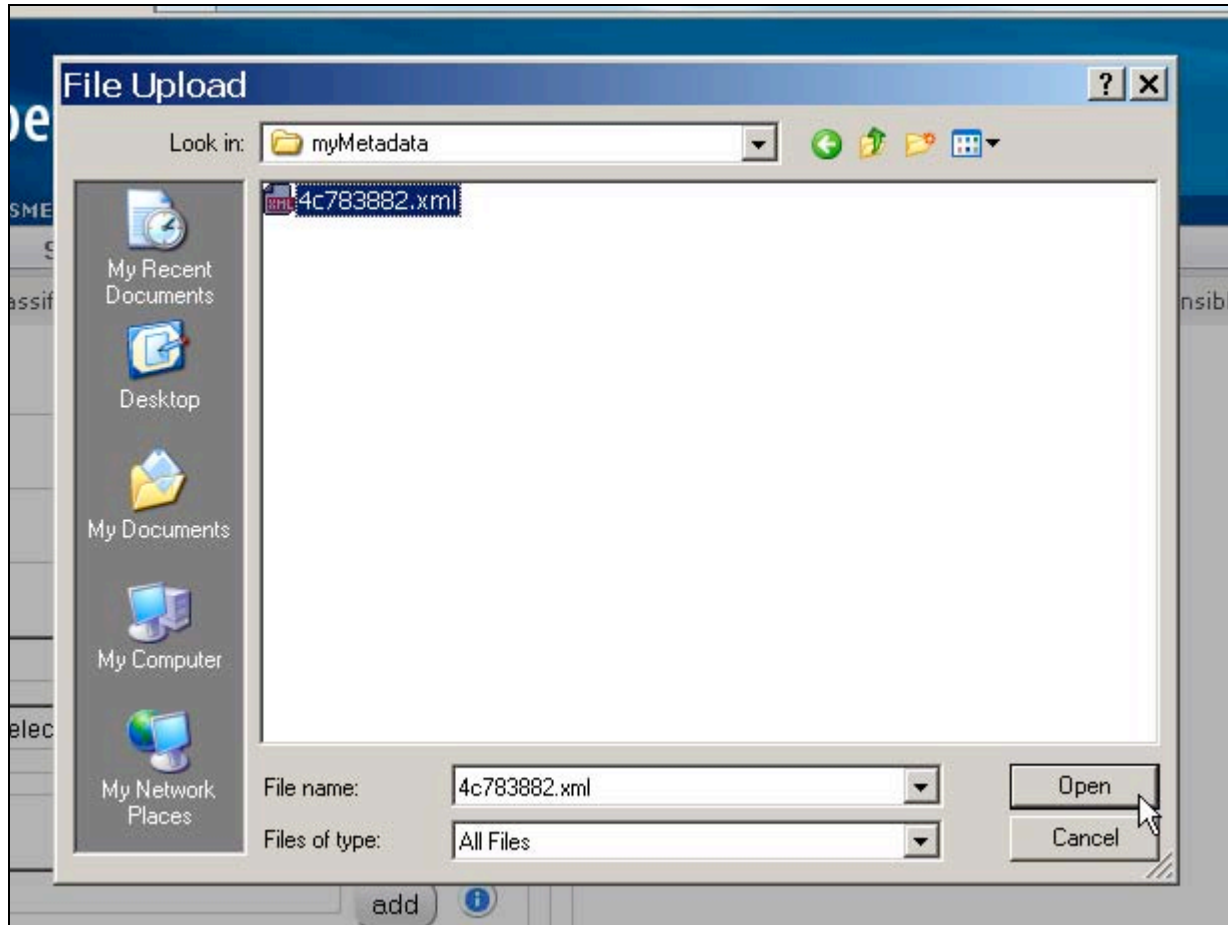 File Upload
? X
Look in:
myMetadata
4c783882.xml
My Recent
Documents
Desktop
My Documents
My Computer
My Network
Places
File name:
4c783882.xml
Open
Files of type:
All Files
Cancel
add